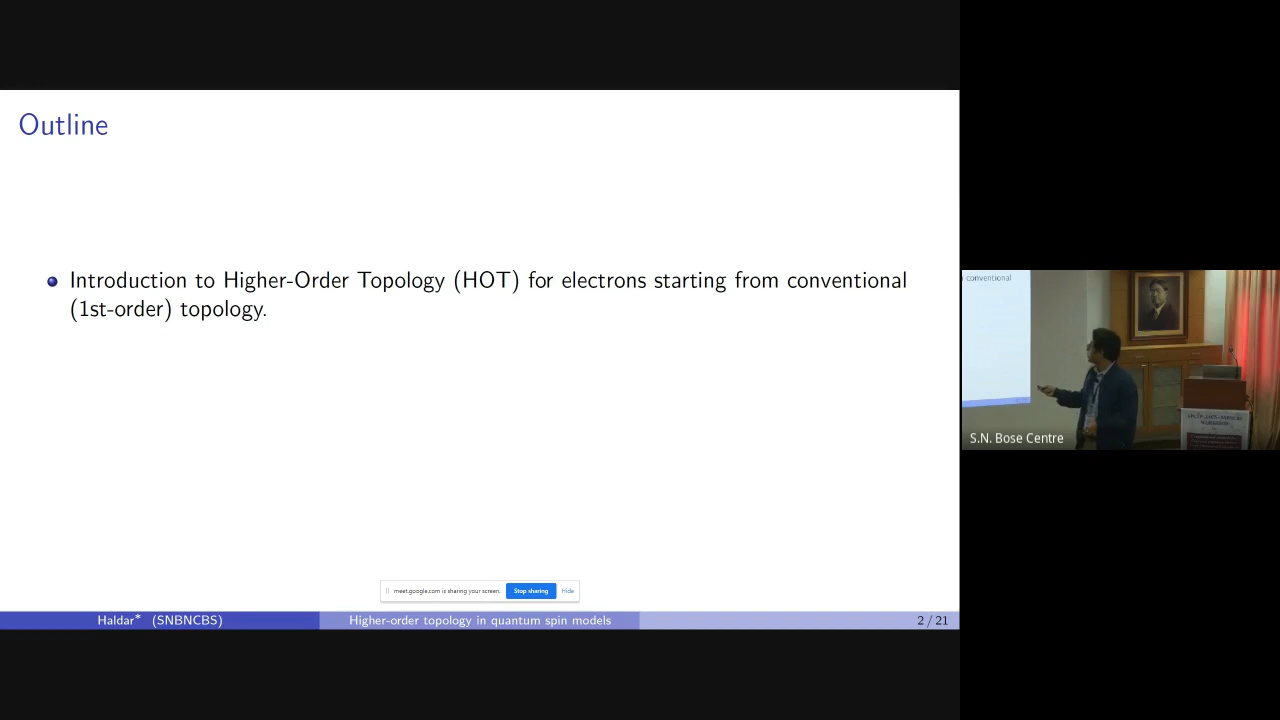 Outline
Introduction to Higher-Order Topology (HOT) for electrons starting from conventional
(1st-order) topology.
meet.google.com is sharing your screen.
Stop sharing
Hide
Haldar* (SNBNCBS)
Higher-order topology in quantum spin models
2 / 21
conventional
S.N. Bose Centre